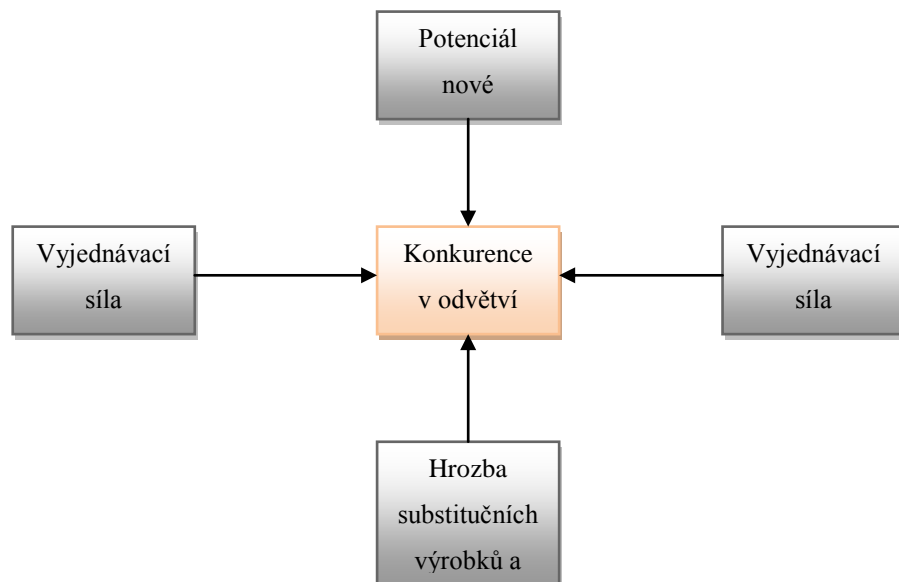 Potenciál
nové
Vyjednávací
síla
Konkurence
v odvětví
Vyjednávací
síla
Hrozba
substitučních
výrobků a